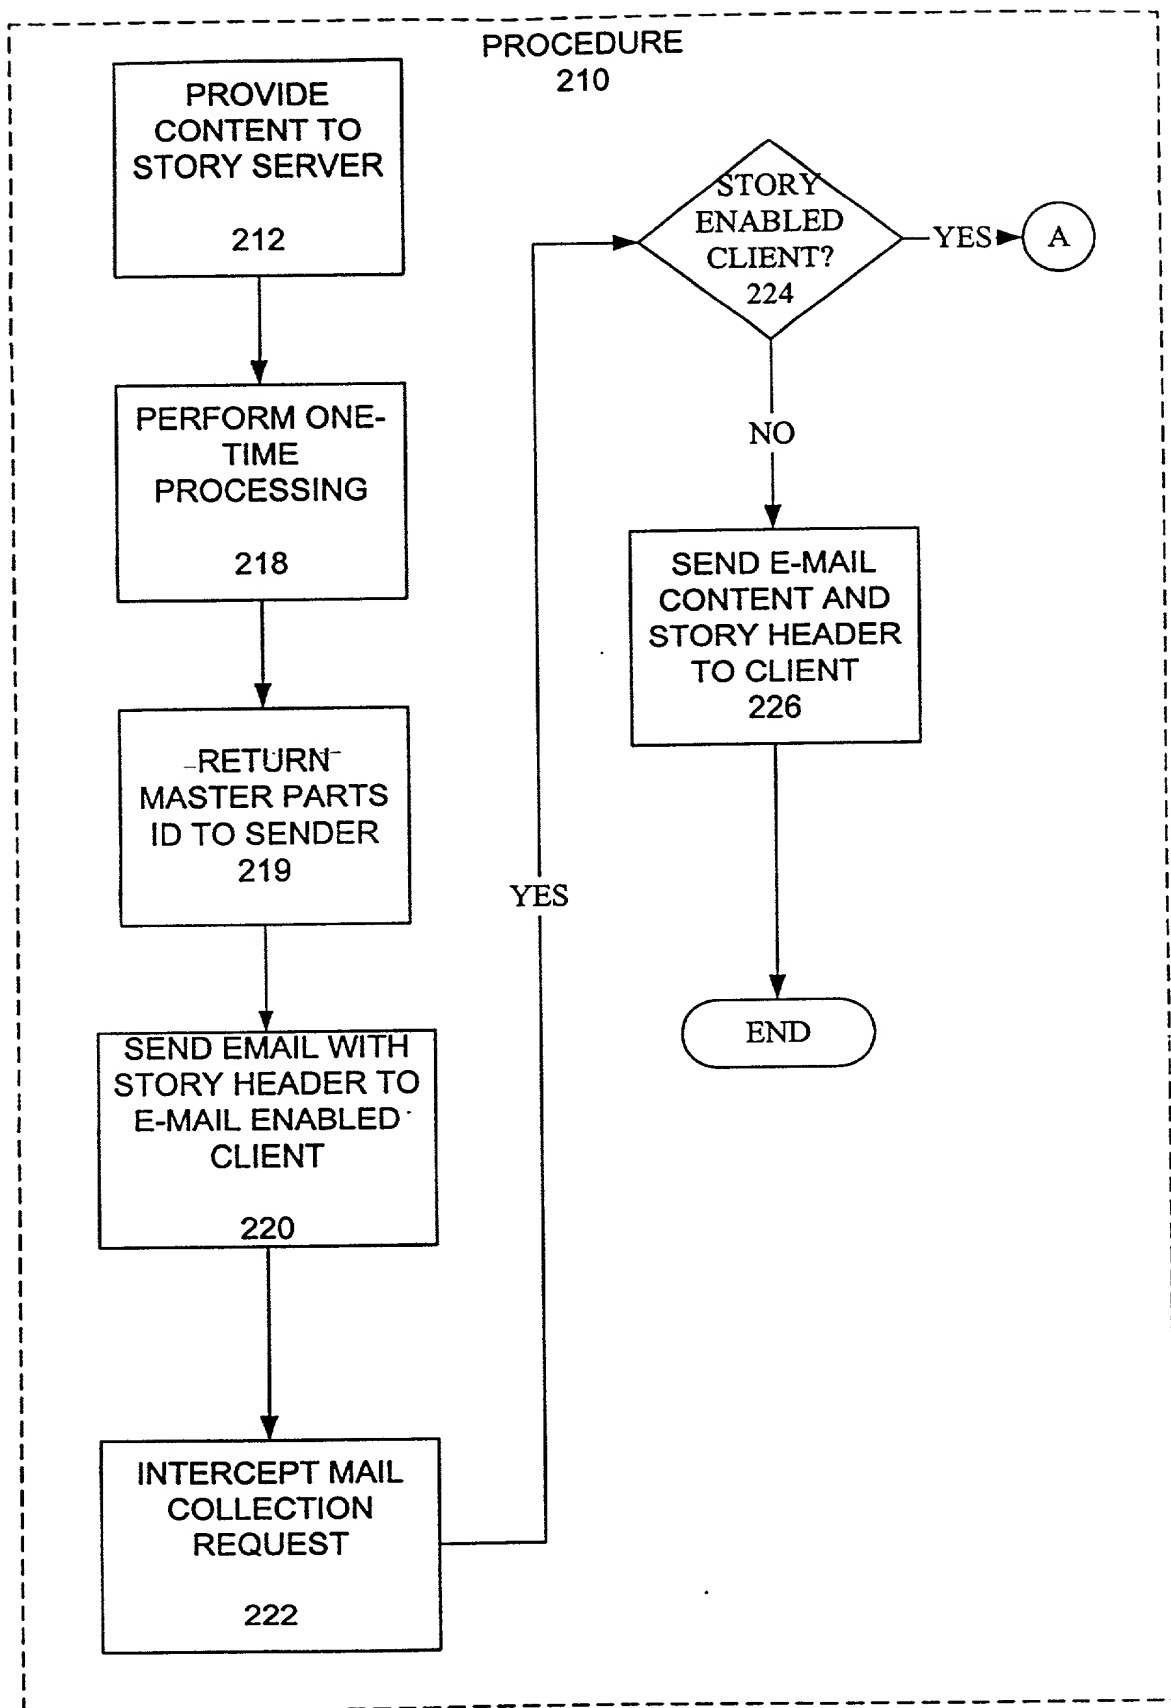 PROCEDURE
210
PROVIDE
CONTENT TO
STORY SERVER
212
PERFORM ONE-
TIME
PROCESSING
218
RETURN
MASTER PARTS
ID TO SENDER
219
SEND EMAIL WITH
STORY HEADER TO
E-MAIL ENABLED
CLIENT
220
INTERCEPT MAIL
COLLECTION
REQUEST
222
YES
STORY
ENABLED
CLIENT?
224
YES
A
NO
SEND E-MAIL
CONTENT AND
STORY HEADER
TO CLIENT
226
END